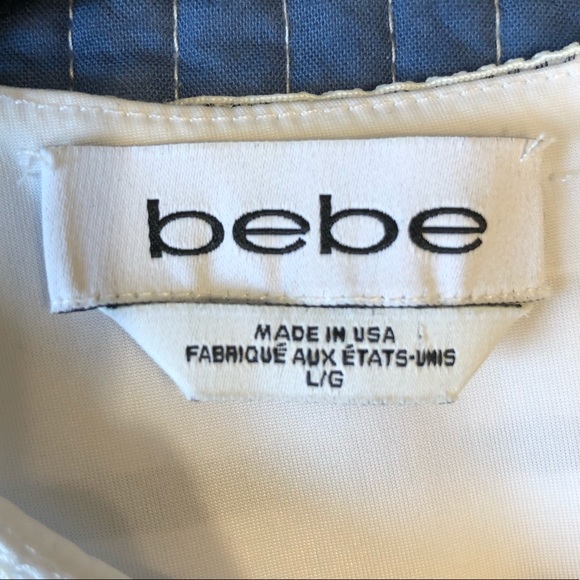 bebe
MADE IN USA
FABRIQUÉ AUX ÉTATS-UNIS
L/G